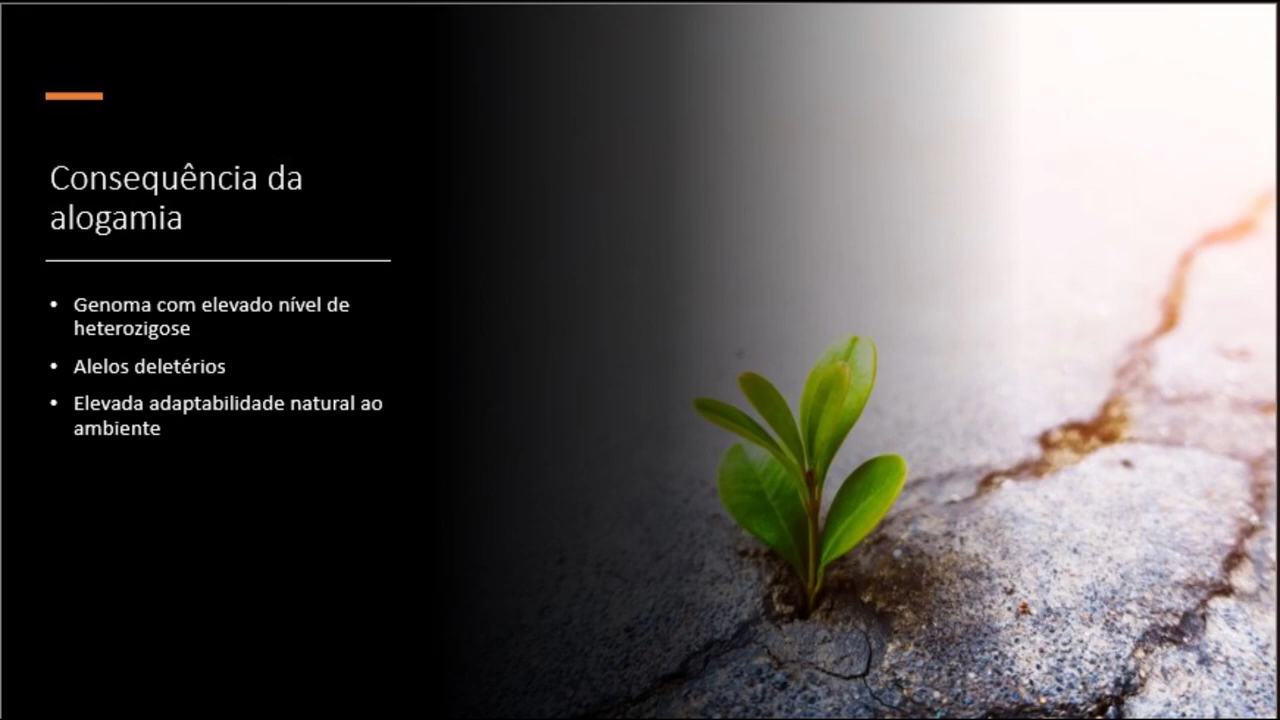 Consequência da
alogamia
• Genoma com elevado nível de
heterozigose
• Alelos deletérios
• Elevada adaptabilidade natural ao
ambiente